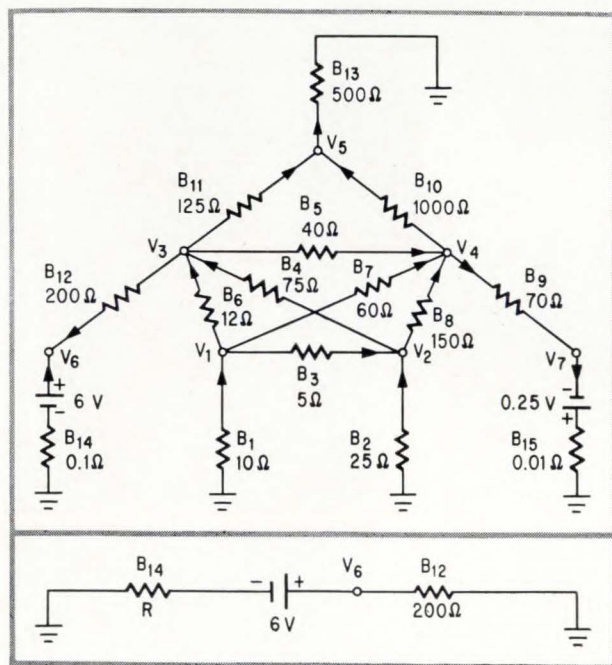 B13
500Ω
V5
B11
125Ω
B10
1000Ω
B5
40Ω
V3
V4
B12
200Ω
B4
75Ω
B7
60Ω
B9
70Ω
B6
12Ω
B8
150Ω
V6
V1
V2
V7
B3
5Ω
+
-
6 V
-
0.25 V
+
B14
0.1Ω
B1
10Ω
B2
25Ω
B15
0.01Ω
B14
R
- +
6V
V6
B12
200Ω